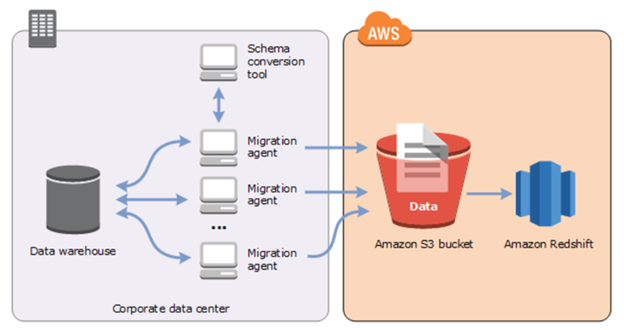 AWS
Schema
conversion
tool
Migration
agent
Migration
agent
...
Migration
agent
Data warehouse
Data
Amazon S3 bucket
Amazon Redshift
Corporate data center